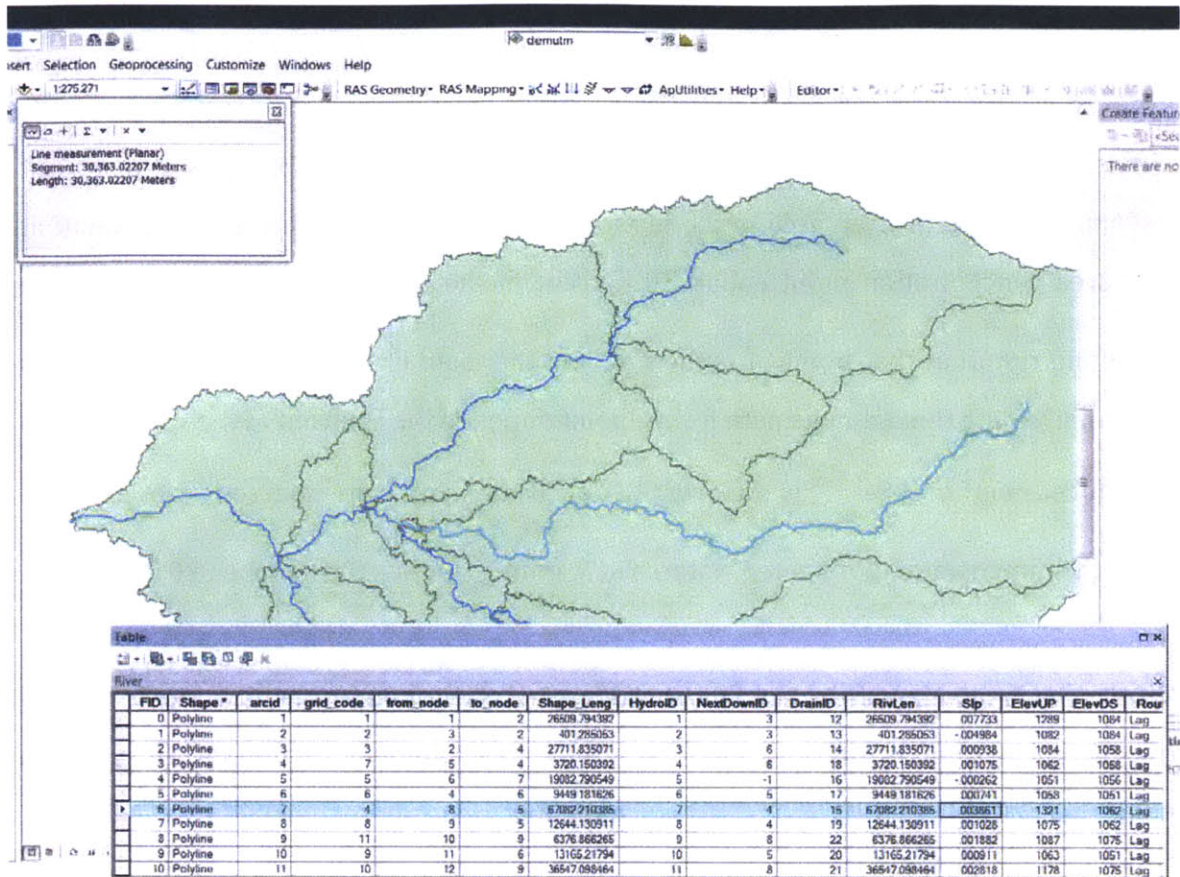 demutm
Selection Geoprocessing Customize Windows Help
1:275.271 RAS Geometry RAS Mapping ApUtilities Help Editor
Create Featur
There are no
Line measurement (Planar)
Segment: 30,363.02207 Meters
Length: 30,363.02207 Meters
Table
River
FID Shape * arcid grid_code from_node to_node Shape_Leng HydroID NextDownID DrainID RivLen Slp ElevUP ElevDS Rou
0 Polyline 1 1 1 2 26509.794392 1 3 12 26509.794392 007733 1289 1084 Lag
1 Polyline 2 2 3 2 401.285063 2 3 13 401.285063 -004984 1082 1084 Lag
2 Polyline 3 3 2 4 27711.835071 3 6 14 27711.835071 000938 1084 1058 Lag
3 Polyline 4 7 5 4 3720.150392 4 6 18 3720.150392 001075 1062 1058 Lag
4 Polyline 5 5 6 7 19082.790549 5 -1 16 19082.790549 -000262 1051 1056 Lag
5 Polyline 6 6 4 6 9449.181626 6 5 17 9449.181626 000741 1058 1051 Lag
6 Polyline 7 4 8 5 67082.210385 7 4 15 67082.210385 003861 1321 1062 Lag
7 Polyline 8 8 9 5 12644.130911 8 4 19 12644.130911 001028 1075 1062 Lag
8 Polyline 9 11 10 9 6376.866265 9 8 22 6376.866265 001882 1087 1075 Lag
9 Polyline 10 9 11 6 13165.21794 10 5 20 13165.21794 000911 1063 1051 Lag
10 Polyline 11 10 12 9 36547.098464 11 8 21 36547.098464 002818 1178 1075 Lag